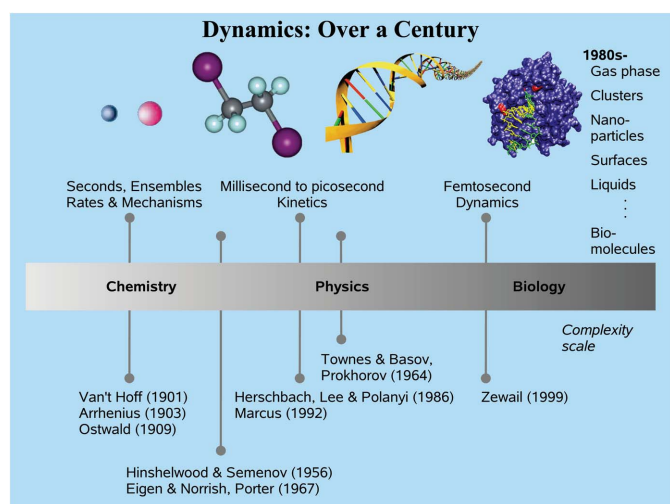 Dynamics: Over a Century
1980s-
Gas phase
Clusters
Nano-
particles
Surfaces
Liquids
⋮
Bio-
molecules
Seconds, Ensembles
Rates & Mechanisms
Millisecond to picosecond
Kinetics
Femtosecond
Dynamics
Chemistry
Physics
Biology
Complexity
scale
Townes & Basov,
Prokhorov (1964)
Van't Hoff (1901)
Arrhenius (1903)
Ostwald (1909)
Herschbach, Lee & Polanyi (1986)
Marcus (1992)
Zewail (1999)
Hinshelwood & Semenov (1956)
Eigen & Norrish, Porter (1967)